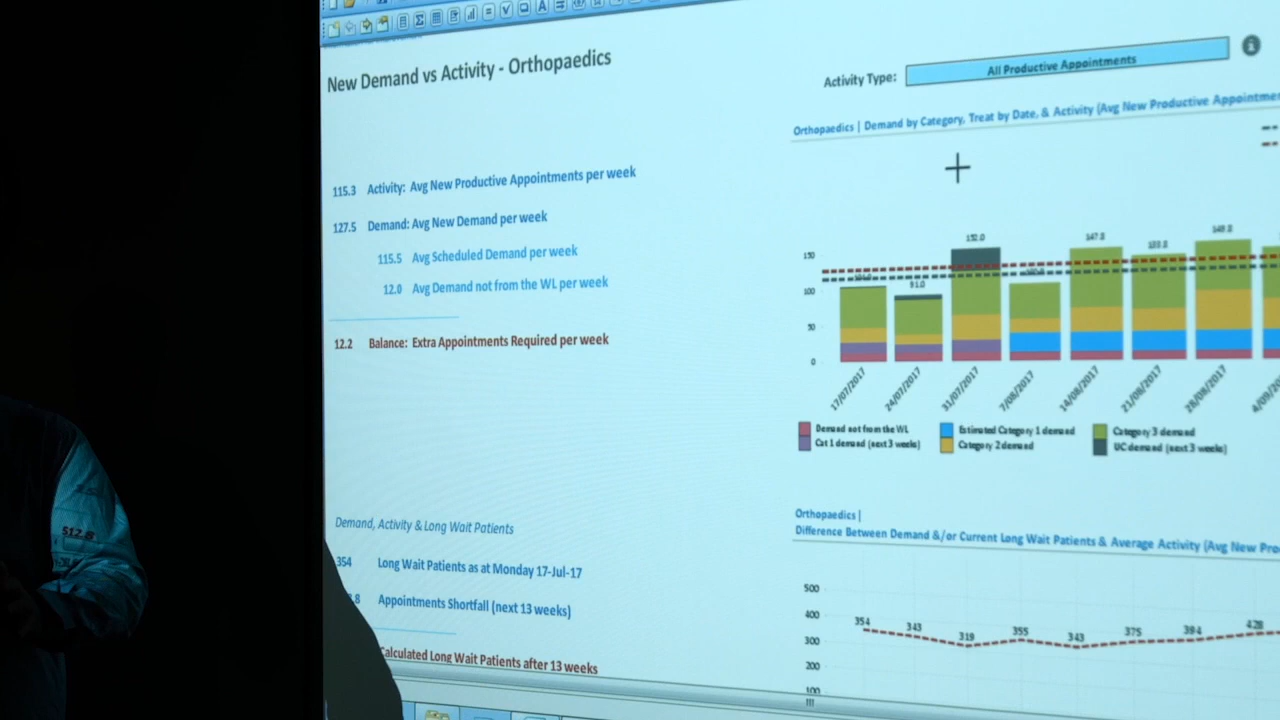 New Demand vs Activity - Orthopaedics
Activity Type:
All Productive Appointments
Orthopaedics | Demand by Category, Treat by Date, & Activity (Avg New Productive
115.3 Activity: Avg New Productive Appointments per week
127.5 Demand: Avg New Demand per week
115.5 Avg Scheduled Demand per week
12.0 Avg Demand not from the WL per week
12.2 Balance: Extra Appointments Required per week
150
100
50
0
91.0
152.0
147.8
17/07/2017
24/07/2017
31/07/2017
7/08/2017
14/08/2017
21/08/2017
28/08/2017
Demand not from the WL
Estimated Category 1 demand
Category 3 demand
Cat 1 demand (next 3 weeks)
Category 2 demand
UC demand (next 3 weeks)
Demand, Activity & Long Wait Patients
354 Long Wait Patients as at Monday 17-Jul-17
Appointments Shortfall (next 13 weeks)
Calculated Long Wait Patients after 13 weeks
Orthopaedics |
Difference Between Demand &/or Current Long Wait Patients & Average Activity (Avg New
500
400
300
200
100
354
343
319
355
343
375
394
428
512.8